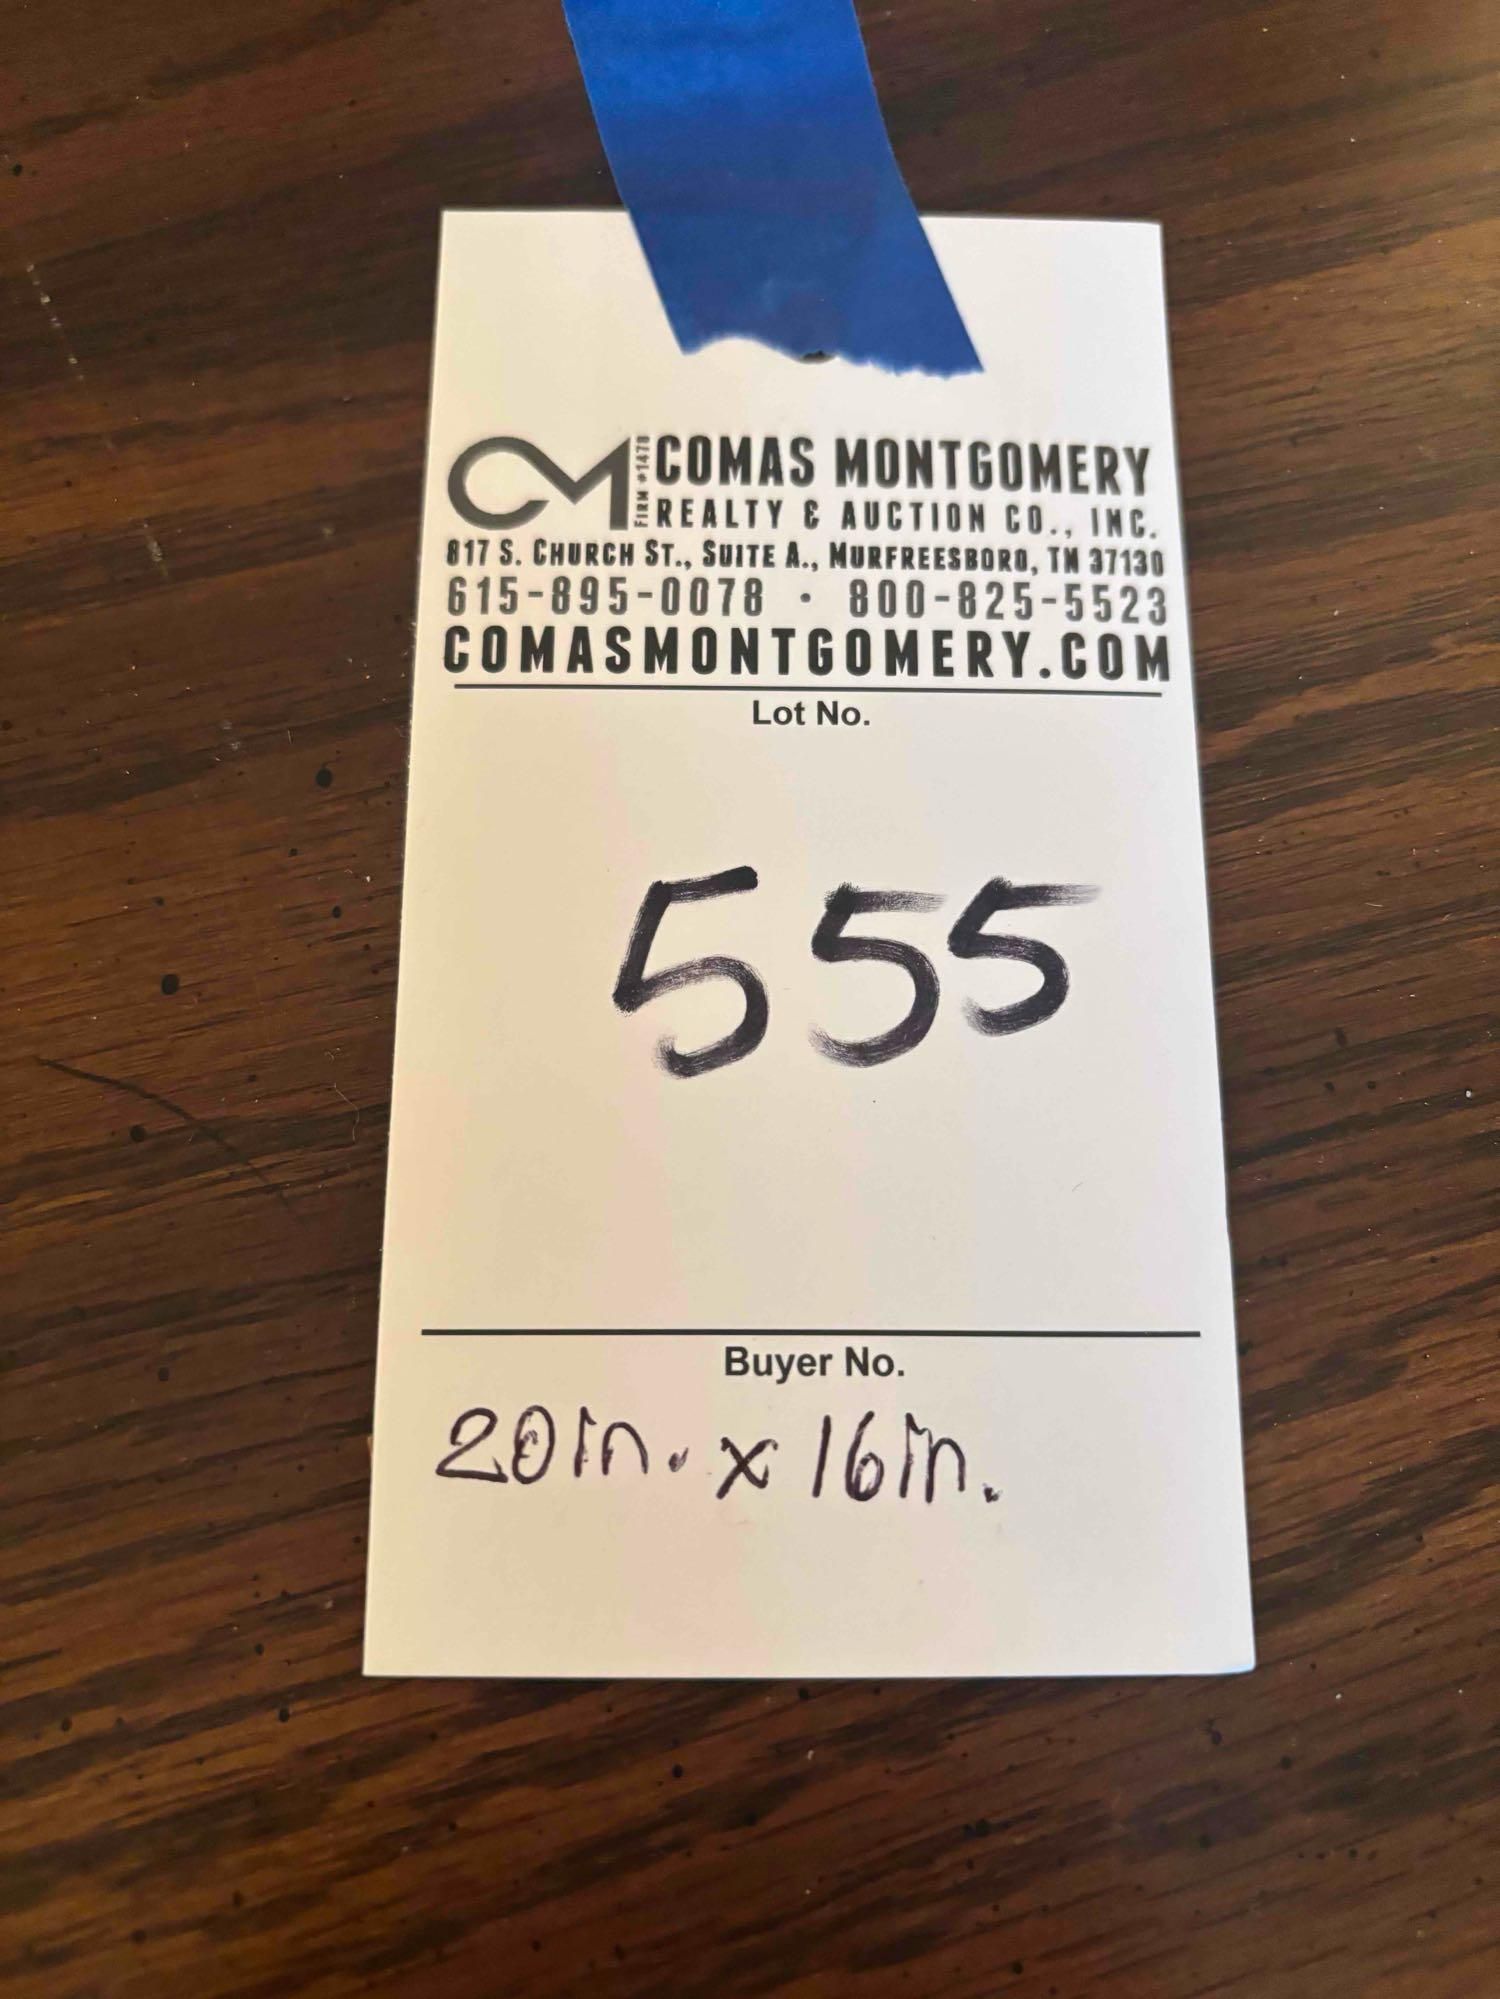 CM FIRM #1478 COMAS MONTGOMERY
REALTY & AUCTION CO., INC.
817 S. CHURCH ST., SUITE A., MURFREESBORO, TN 37130
615-895-0078 · 800-825-5523
COMASMONTGOMERY.COM
Lot No.
555
Buyer No.
20in. x 16in.